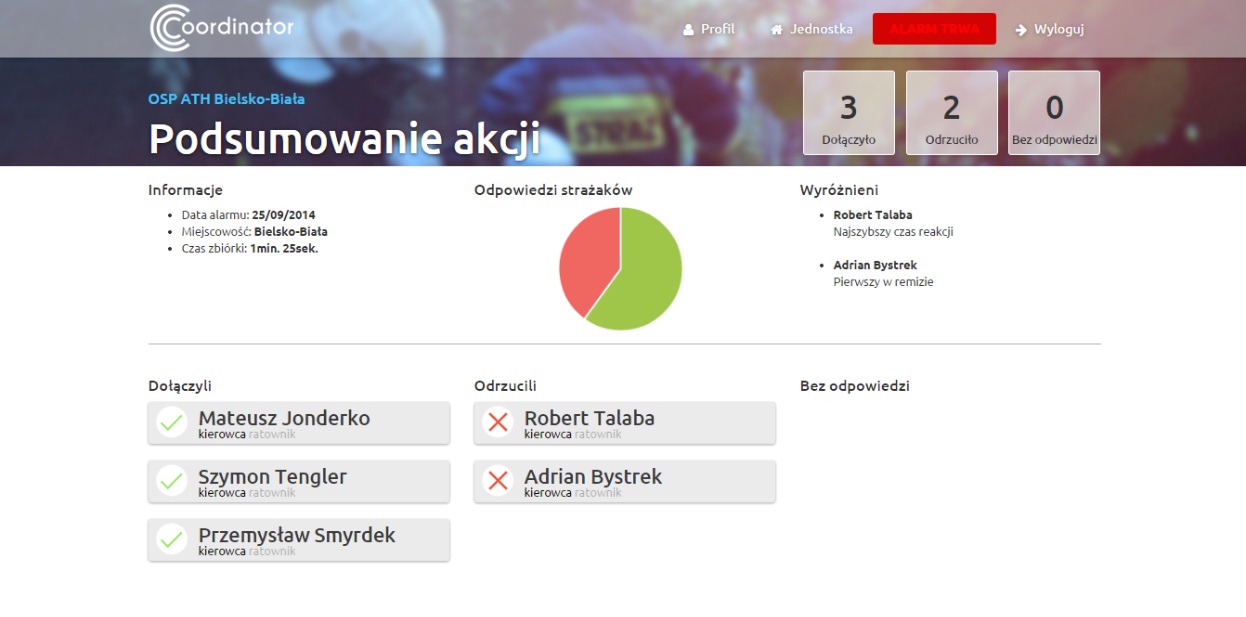 Coordinator
Profil
Jednostka
ALARM TRWA
Wyloguj
OSP ATH Bielsko-Biała
Podsumowanie akcji
STRAŻ
3
Dołączyło
2
Odrzuciło
0
Bez odpowiedzi
Informacje
Data alarmu: 25/09/2014
Miejscowość: Bielsko-Biała
Czas zbiórki: 1min. 25sek.
Odpowiedzi strażaków
Wyróżnieni
Robert Talaba
Najszybszy czas reakcji
Adrian Bystrek
Pierwszy w remizie
Dołączyli
Mateusz Jonderko
kierowca ratownik
Szymon Tengler
kierowca ratownik
Przemysław Smyrdek
kierowca ratownik
Odrzucili
Robert Talaba
kierowca ratownik
Adrian Bystrek
kierowca ratownik
Bez odpowiedzi